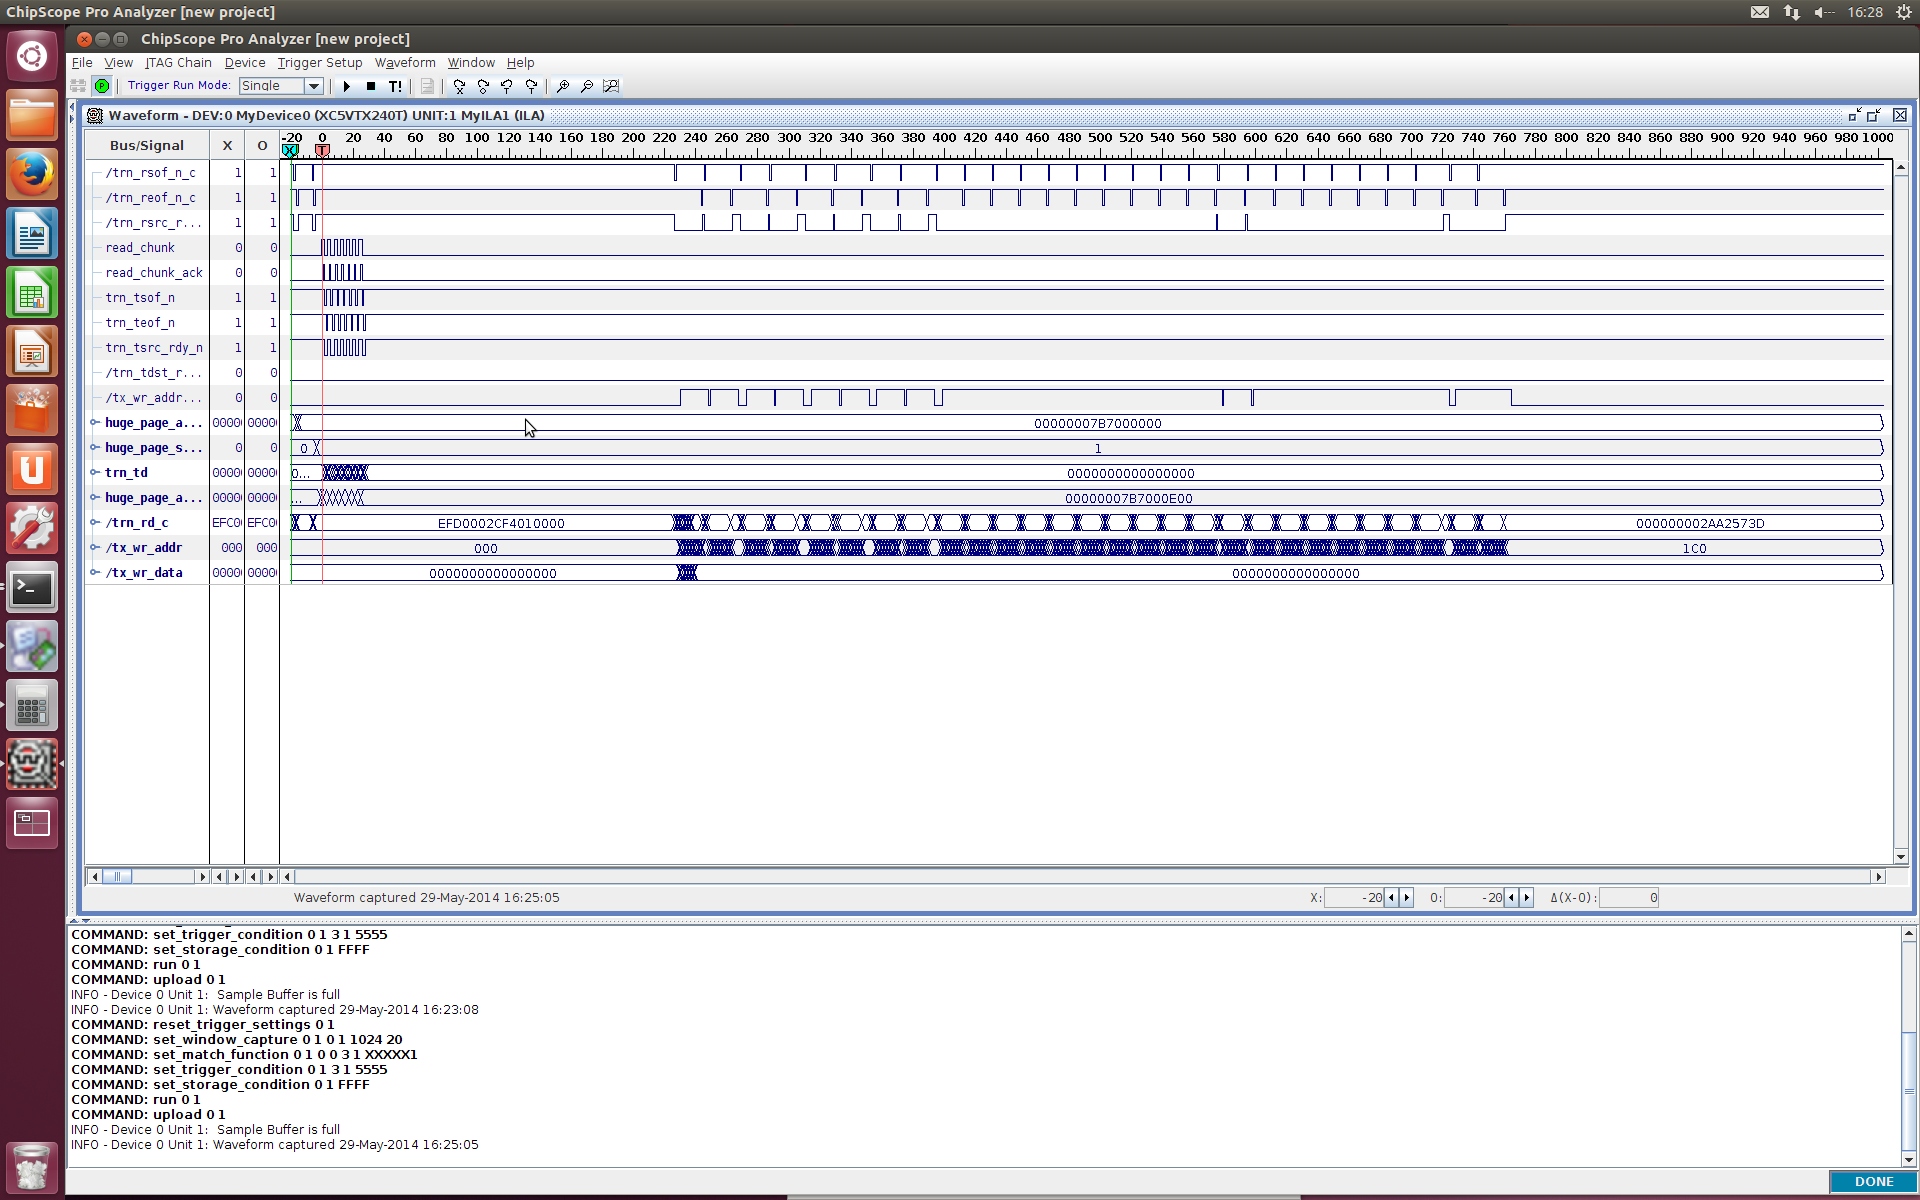 ChipScope Pro Analyzer [new project]
16:28
ChipScope Pro Analyzer [new project]
File View JTAG Chain Device Trigger Setup Waveform Window Help
Trigger Run Mode: Single T!
Waveform - DEV:0 MyDevice0 (XC5VTX240T) UNIT:1 MyILA1 (ILA)
Bus/Signal X O
-20 0 20 40 60 80 100 120 140 160 180 200 220 240 260 280 300 320 340 360 380 400 420 440 460 480 500 520 540 560 580 600 620 640 660 680 700 720 740 760 780 800 820 840 860 880 900 920 940 960 980 1000
X T
/trn_rsof_n_c 1 1
/trn_reof_n_c 1 1
/trn_rsrc_r... 1 1
read_chunk 0 0
read_chunk_ack 0 0
trn_tsof_n 1 1
trn_teof_n 1 1
trn_tsrc_rdy_n 1 1
/trn_tdst_r... 0 0
/tx_wr_addr... 0 0
huge_page_a... 0000 0000 00000007B7000000
huge_page_s... 0 0 0 1
trn_td 0000 0000 0... 0000000000000000
huge_page_a... 0000 0000 ... 00000007B7000E00
/trn_rd_c EFC0 EFC0 EFD0002CF4010000 000000002AA2573D
/tx_wr_addr 000 000 000 1C0
/tx_wr_data 0000 0000 0000000000000000 0000000000000000
Waveform captured 29-May-2014 16:25:05 X: -20 O: -20 Δ(X-O): 0
COMMAND: set_trigger_condition 0 1 3 1 5555
COMMAND: set_storage_condition 0 1 FFFF
COMMAND: run 0 1
COMMAND: upload 0 1
INFO - Device 0 Unit 1: Sample Buffer is full
INFO - Device 0 Unit 1: Waveform captured 29-May-2014 16:23:08
COMMAND: reset_trigger_settings 0 1
COMMAND: set_window_capture 0 1 0 1 1024 20
COMMAND: set_match_function 0 1 0 0 3 1 XXXXX1
COMMAND: set_trigger_condition 0 1 3 1 5555
COMMAND: set_storage_condition 0 1 FFFF
COMMAND: run 0 1
COMMAND: upload 0 1
INFO - Device 0 Unit 1: Sample Buffer is full
INFO - Device 0 Unit 1: Waveform captured 29-May-2014 16:25:05
DONE